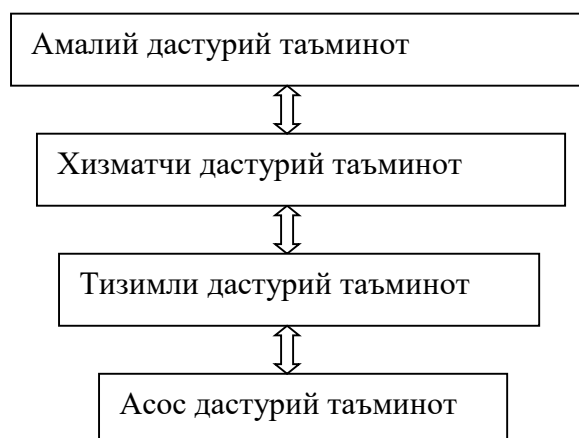 Амалий дастурий таъминот
Хизматчи дастурий таъминот
Тизимли дастурий таъминот
Асос дастурий таъминот